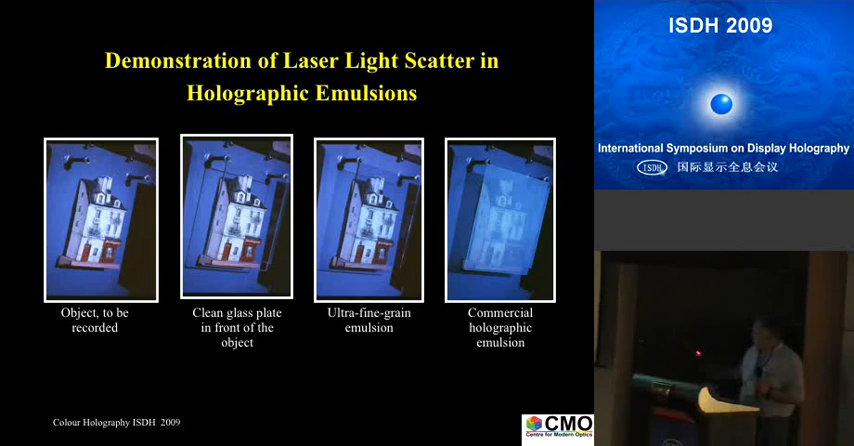 Demonstration of Laser Light Scatter in
Holographic Emulsions
Object, to be
recorded
Clean glass plate
in front of the
object
Ultra-fine-grain
emulsion
Commercial
holographic
emulsion
Colour Holography ISDH 2009
CMO
Centre for Modern Optics
ISDH 2009
International Symposium on Display Holography
ISDH 国际显示全息会议